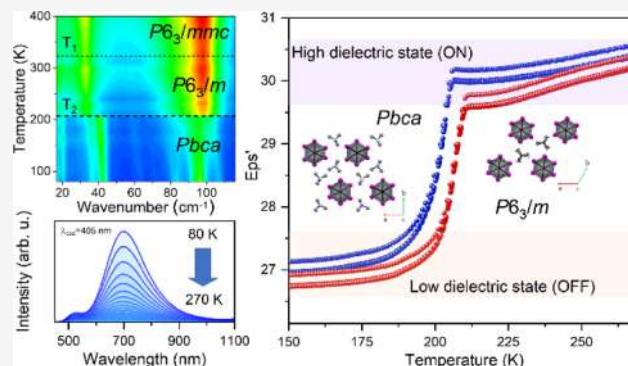 Temperature (K)
400
300
200
100
T₁
T₂
P6₃/mmc
P6₃/m
Pbca
20 40 60 80 100
Wavenumber (cm⁻¹)
Intensity (arb. u.)
λexc=405 nm
80 K
270 K
500 700 900 1100
Wavelength (nm)
Eps'
31
30
29
28
27
High dielectric state (ON)
Pbca
P6₃/m
Low dielectric state (OFF)
150 175 200 225 250
Temperature (K)